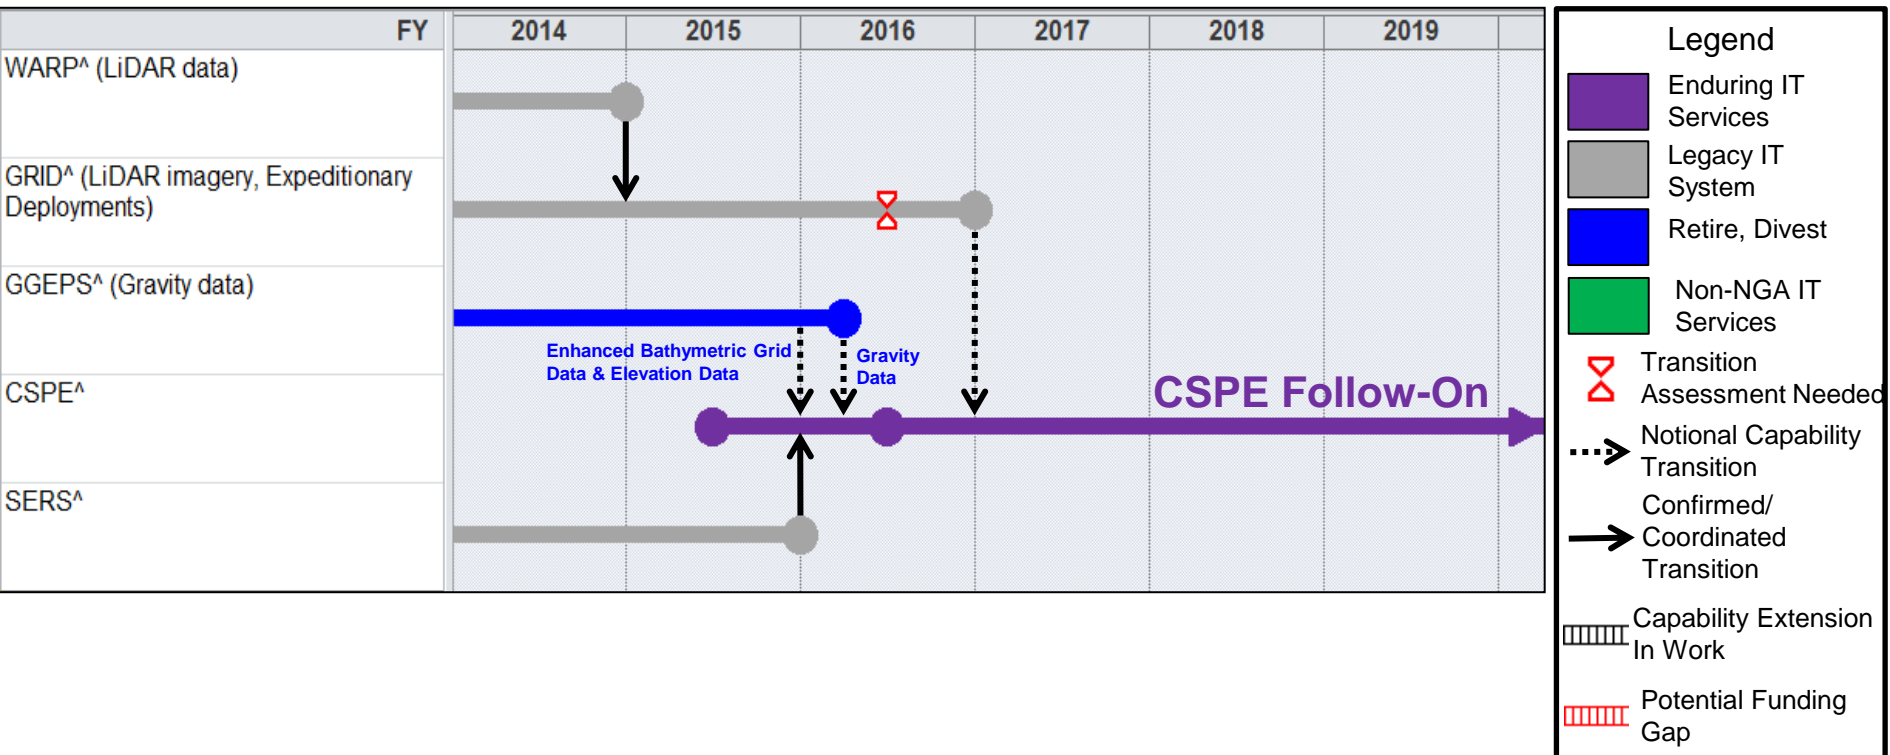 FY 2014 2015 2016 2017 2018 2019
WARP^ (LiDAR data)
GRID^ (LiDAR imagery, Expeditionary
Deployments)
GGEPS^ (Gravity data)
Enhanced Bathymetric Grid
Data & Elevation Data
Gravity
Data
CSPE^
CSPE Follow-On
SERS^
Legend
Enduring IT
Services
Legacy IT
System
Retire, Divest
Non-NGA IT
Services
Transition
Assessment Needed
Notional Capability
Transition
Confirmed/
Coordinated
Transition
Capability Extension
In Work
Potential Funding
Gap